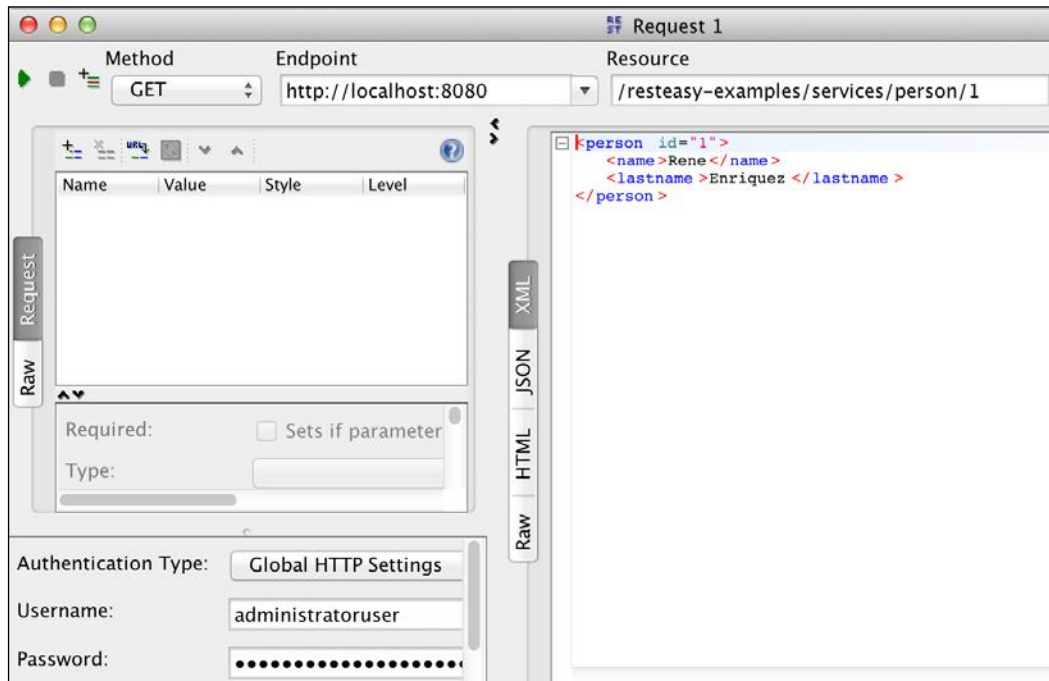 REST Request 1
Method Endpoint Resource
GET http://localhost:8080 /resteasy-examples/services/person/1
Name Value Style Level
Required: Sets if parameter
Type:
Request
Raw
Authentication Type: Global HTTP Settings
Username: administratoruser
Password: ●●●●●●●●●●●●●●●●●●●●
XML
JSON
HTML
Raw
<person id="1">
<name>Rene</name>
<lastname>Enriquez</lastname>
</person>